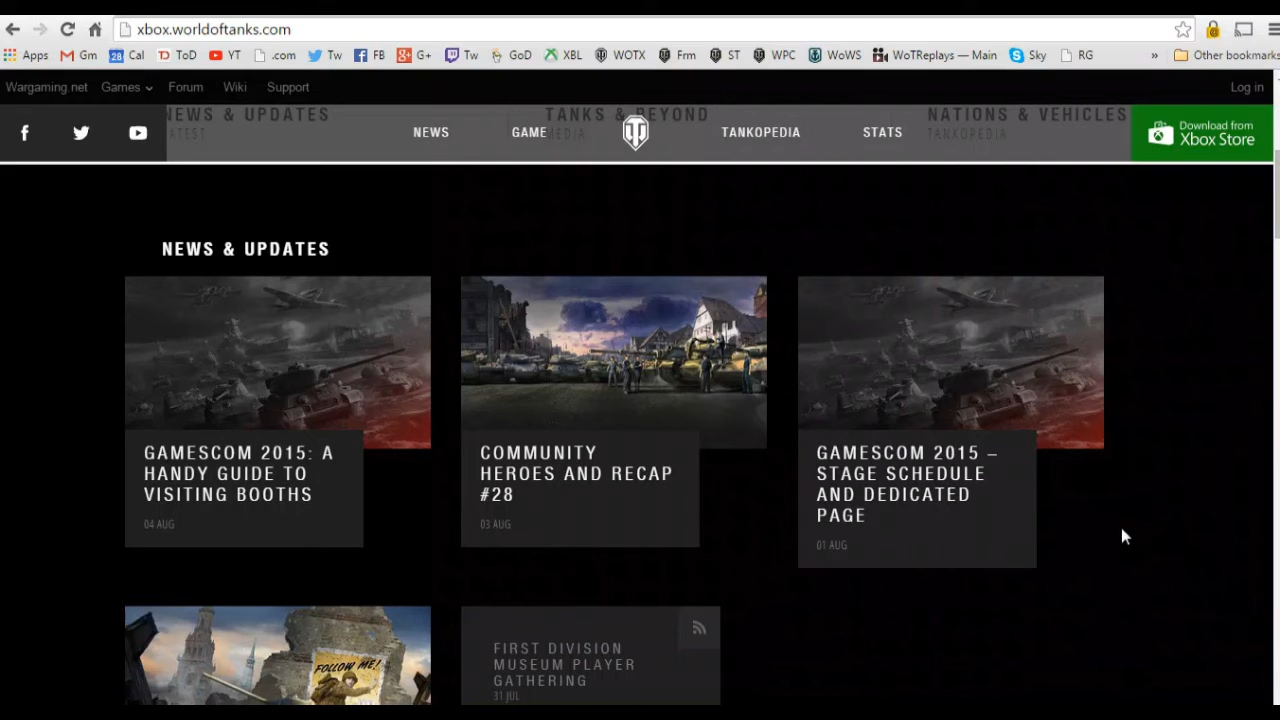 xbox.worldoftanks.com
Apps Gm Cal ToD YT .com Tw FB G+ Tw GoD XBL WOTX Frm ST WPC WoWS WoTReplays — Main Sky RG » Other bookmarks
28
Wargaming.net Games Forum Wiki Support Log in
NEWS & UPDATES
LATEST
TANKS & BEYOND
MEDIA
NATIONS & VEHICLES
TANKOPEDIA
NEWS GAME TANKOPEDIA STATS
Download from
Xbox Store
NEWS & UPDATES
GAMESCOM 2015: A
HANDY GUIDE TO
VISITING BOOTHS
04 AUG
COMMUNITY
HEROES AND RECAP
#28
03 AUG
GAMESCOM 2015 –
STAGE SCHEDULE
AND DEDICATED
PAGE
01 AUG
FOLLOW ME!
FIRST DIVISION
MUSEUM PLAYER
GATHERING
31 JUL